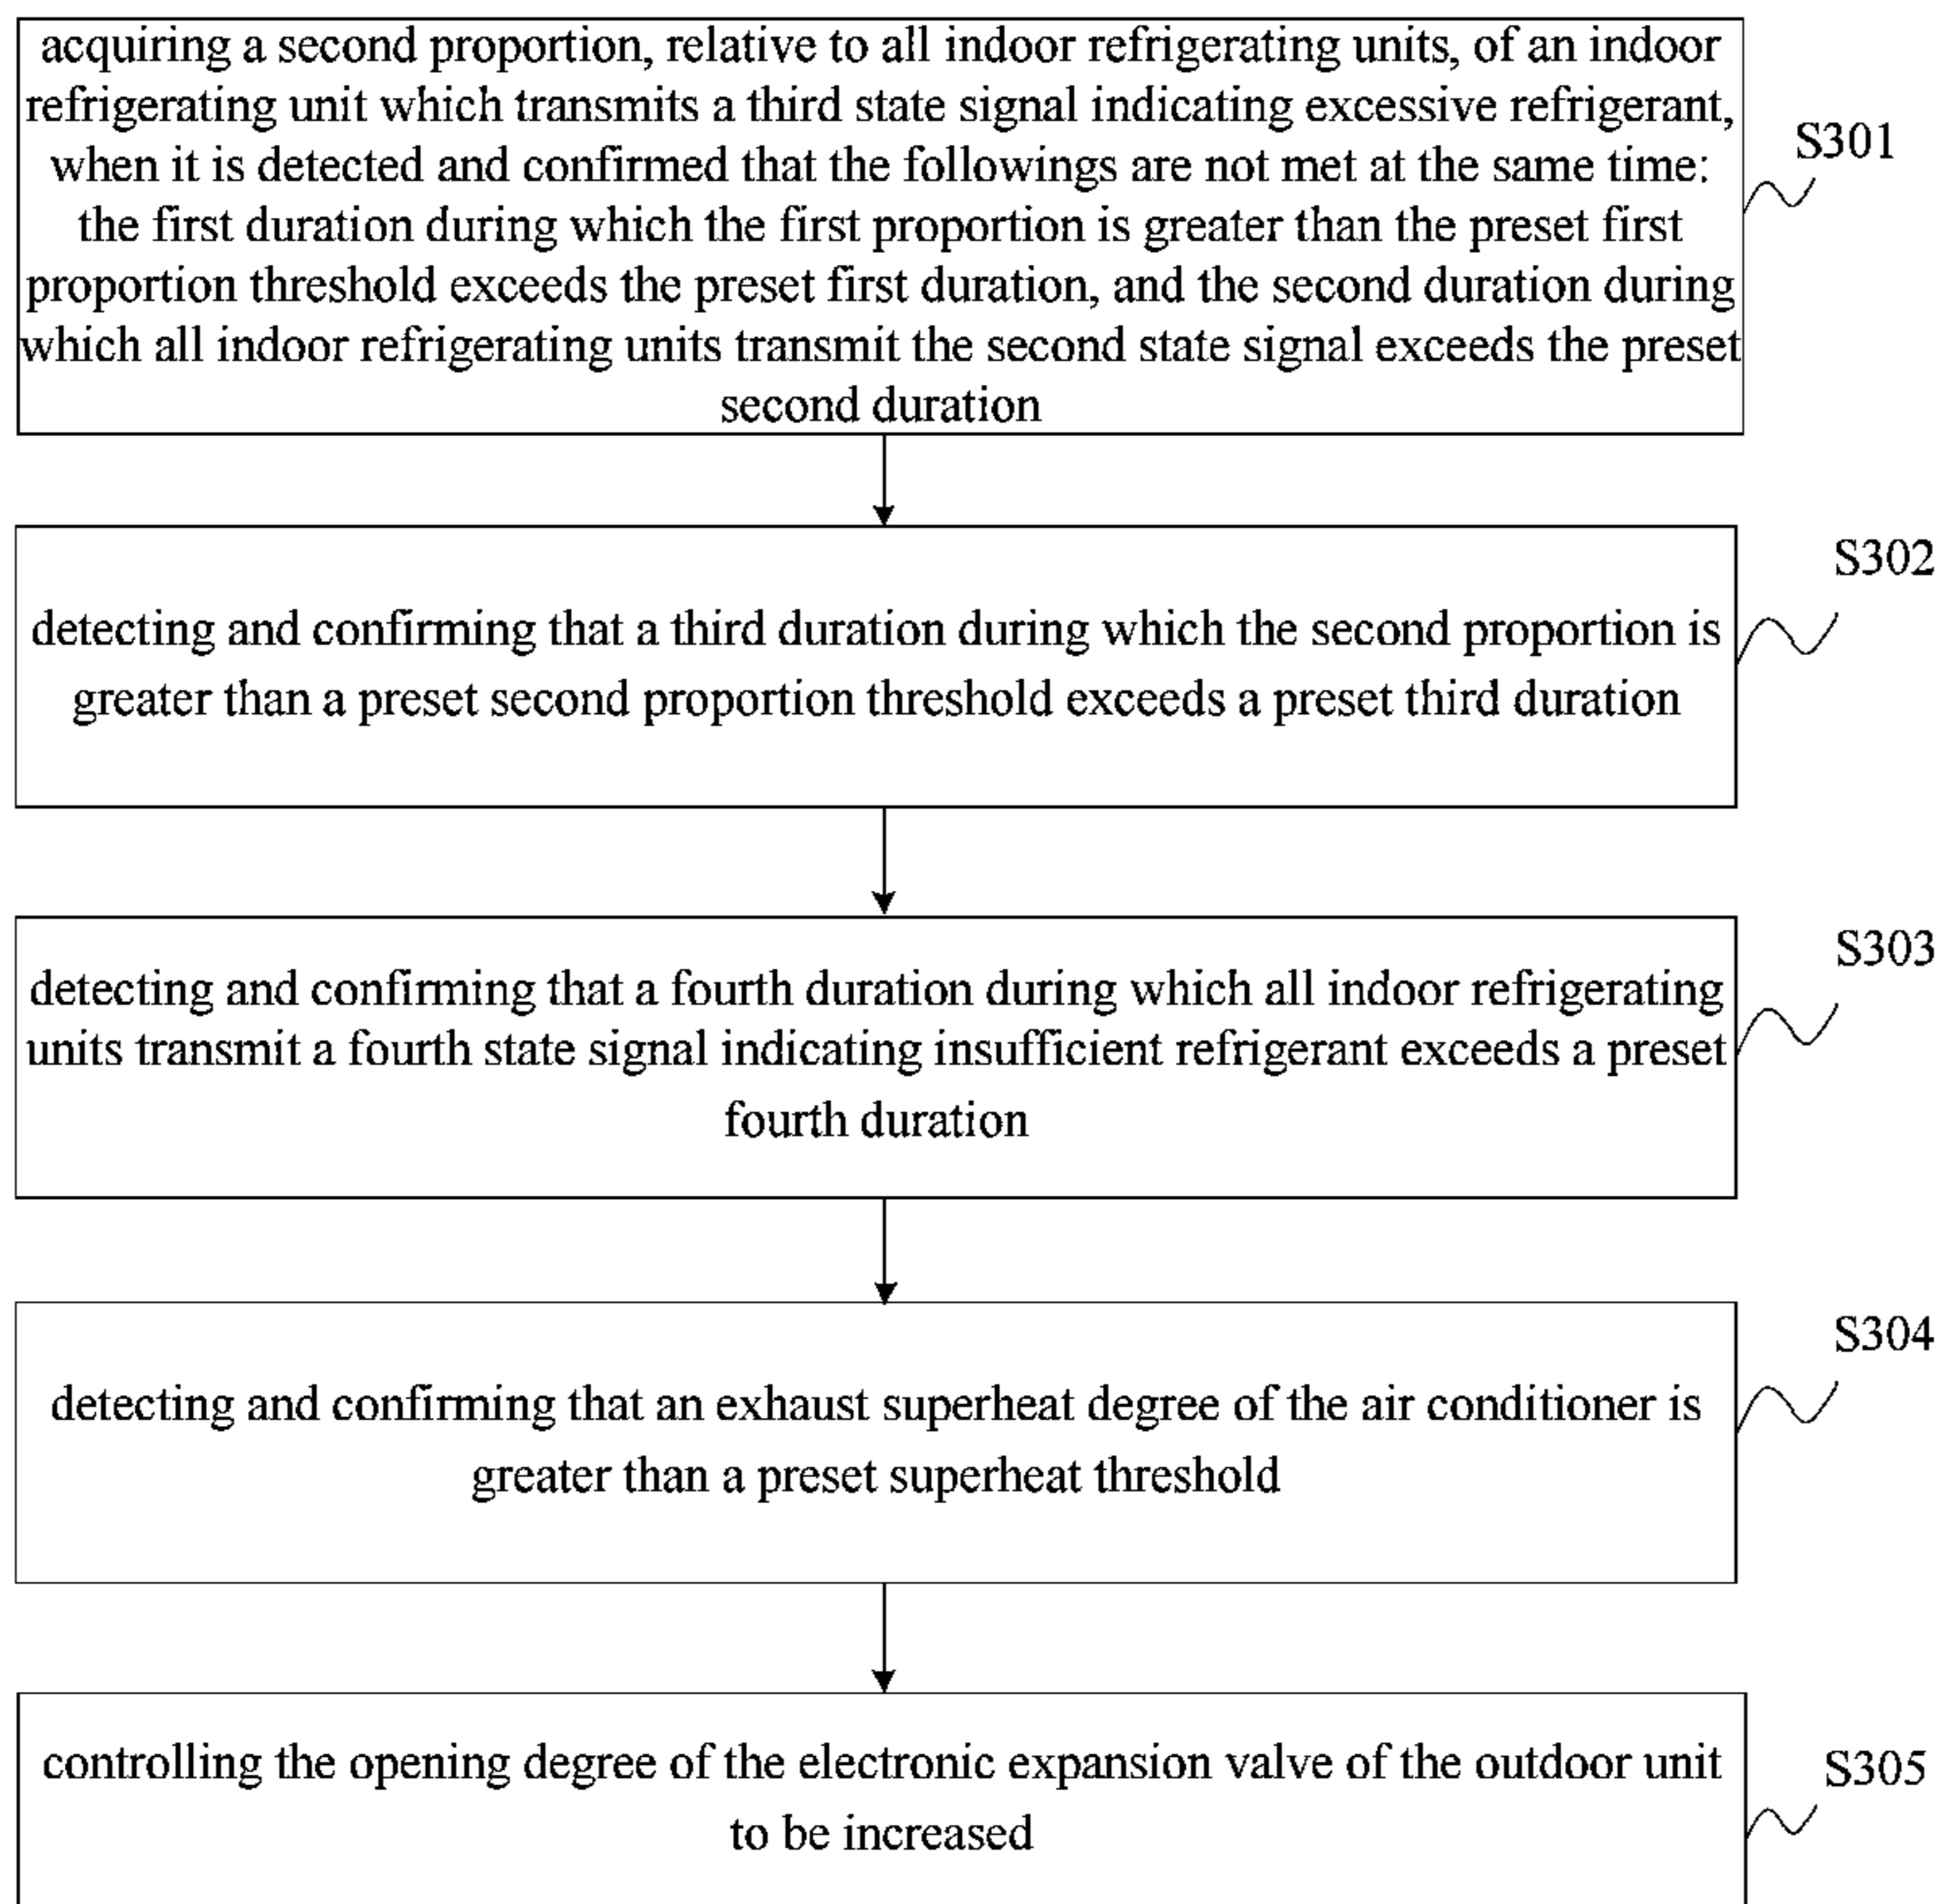 acquiring a second proportion, relative to all indoor refrigerating units, of an indoor
refrigerating unit which transmits a third state signal indicating excessive refrigerant,
when it is detected and confirmed that the followings are not met at the same time:
the first duration during which the first proportion is greater than the preset first
proportion threshold exceeds the preset first duration, and the second duration during
which all indoor refrigerating units transmit the second state signal exceeds the preset
second duration
S301
detecting and confirming that a third duration during which the second proportion is
greater than a preset second proportion threshold exceeds a preset third duration
S302
detecting and confirming that a fourth duration during which all indoor refrigerating
units transmit a fourth state signal indicating insufficient refrigerant exceeds a preset
fourth duration
S303
detecting and confirming that an exhaust superheat degree of the air conditioner is
greater than a preset superheat threshold
S304
controlling the opening degree of the electronic expansion valve of the outdoor unit
to be increased
S305